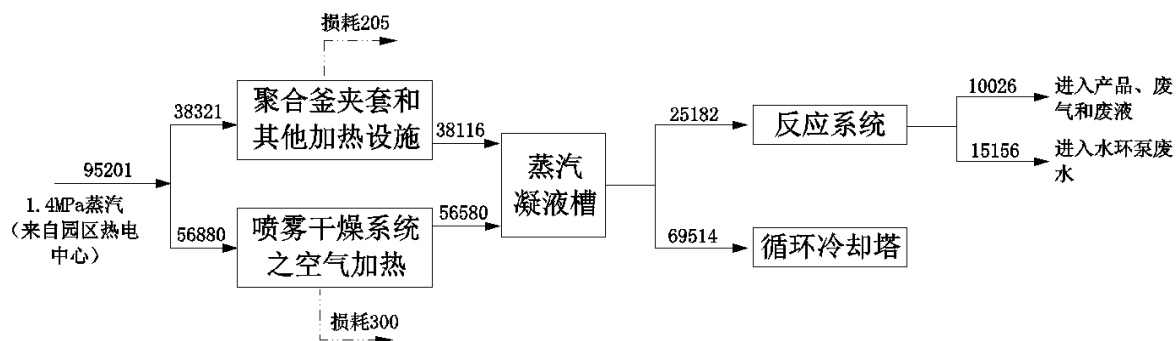 损耗205
38321
聚合釜夹套和
其他加热设施
38116
95201
1.4MPa蒸汽
（来自园区热电
中心）
56880
喷雾干燥系统
之空气加热
56580
损耗300
蒸汽
凝液槽
25182
反应系统
10026
进入产品、废
气和废液
15156
进入水环泵废
水
69514
循环冷却塔